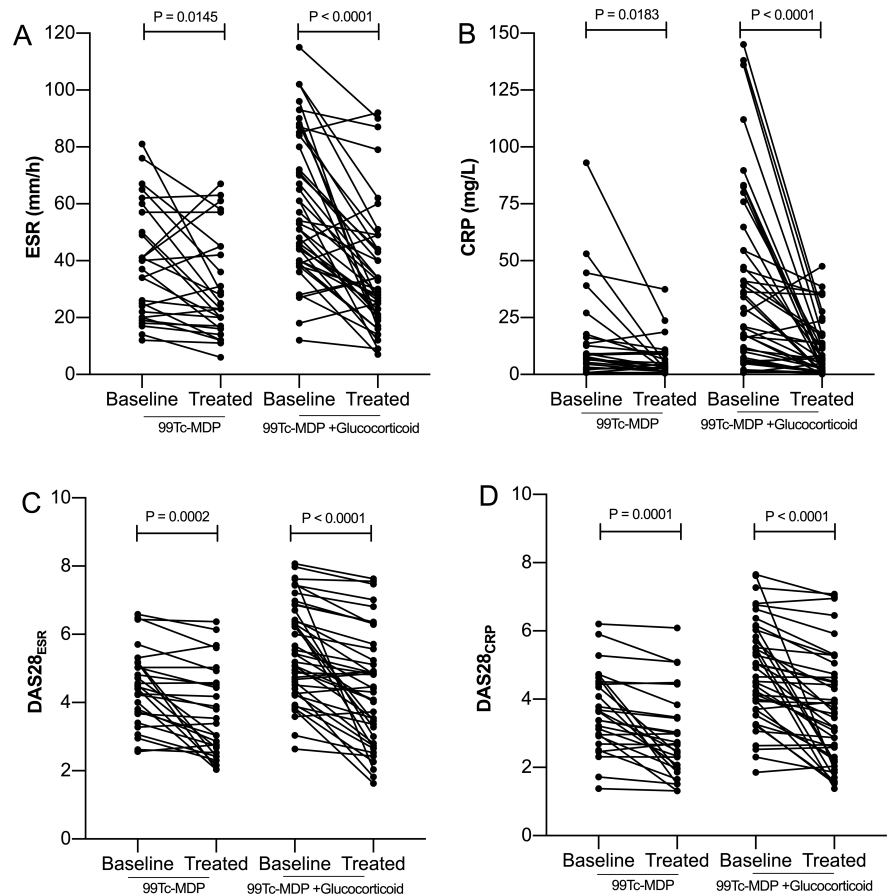 A
P = 0.0145
P < 0.0001
120
100
80
60
40
20
0
ESR (mm/h)
Baseline Treated Baseline Treated
99Tc-MDP 99Tc-MDP +Glucocorticoid
B
P = 0.0183
P < 0.0001
150
125
100
75
50
25
0
CRP (mg/L)
Baseline Treated Baseline Treated
99Tc-MDP 99Tc-MDP +Glucocorticoid
C
P = 0.0002
P < 0.0001
10
8
6
4
2
0
DAS28ESR
Baseline Treated Baseline Treated
99Tc-MDP 99Tc-MDP +Glucocorticoid
D
P = 0.0001
P < 0.0001
10
8
6
4
2
0
DAS28CRP
Baseline Treated Baseline Treated
99Tc-MDP 99Tc-MDP +Glucocorticoid